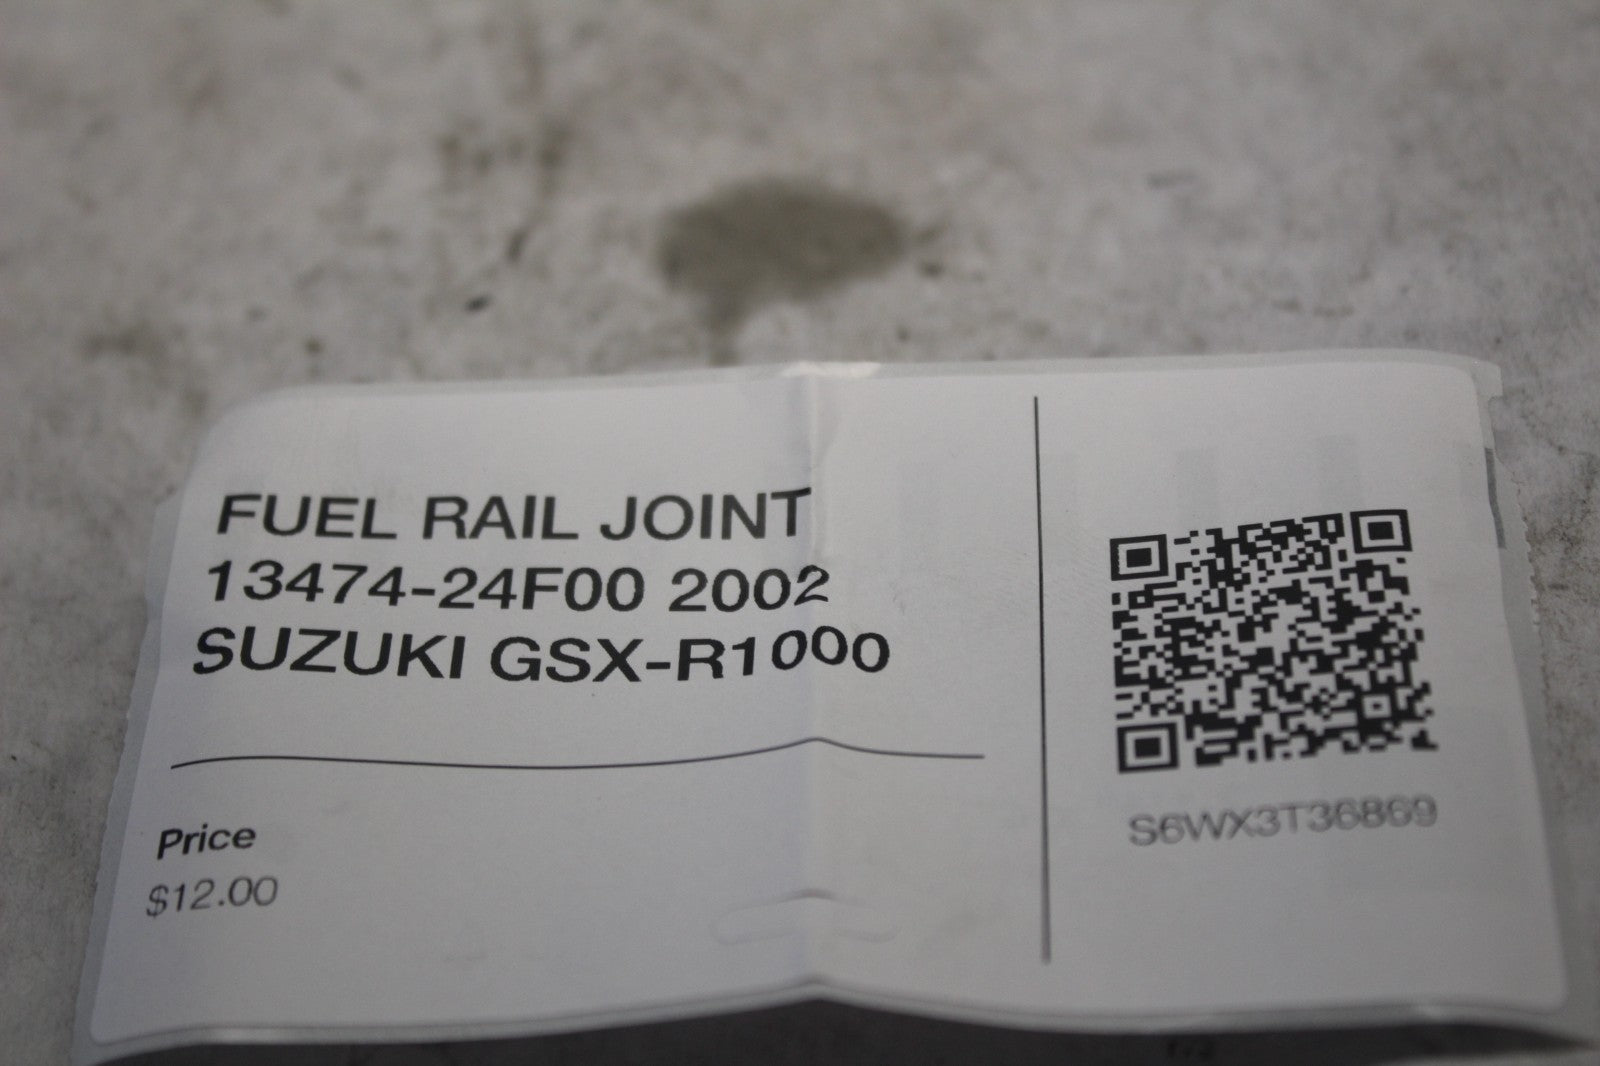 FUEL RAIL JOINT
13474-24F00 2002
SUZUKI GSX-R1000
Price
$12.00
S6WX3T36869